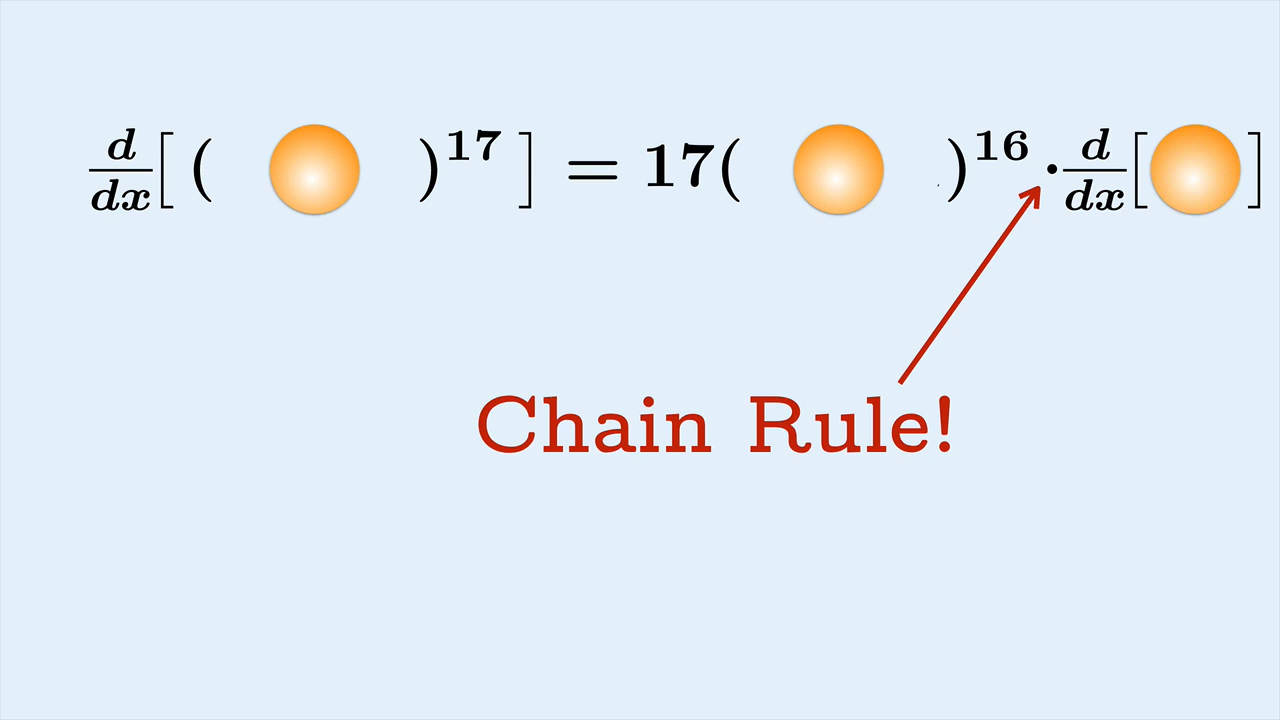 d/dx[( )^17] = 17( )^16 · d/dx[ ]
Chain Rule!